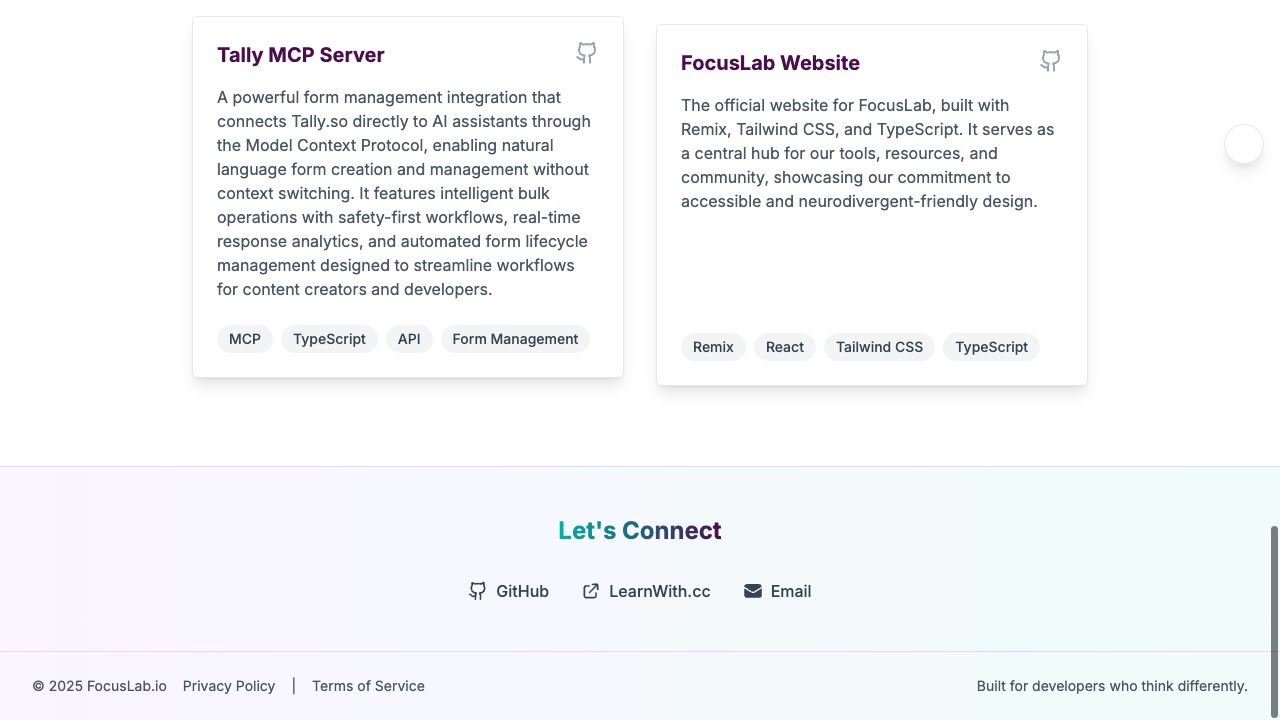 Tally MCP Server
A powerful form management integration that
connects Tally.so directly to AI assistants through
the Model Context Protocol, enabling natural
language form creation and management without
context switching. It features intelligent bulk
operations with safety-first workflows, real-time
response analytics, and automated form lifecycle
management designed to streamline workflows
for content creators and developers.
MCP TypeScript API Form Management
FocusLab Website
The official website for FocusLab, built with
Remix, Tailwind CSS, and TypeScript. It serves as
a central hub for our tools, resources, and
community, showcasing our commitment to
accessible and neurodivergent-friendly design.
Remix React Tailwind CSS TypeScript
Let's Connect
GitHub LearnWith.cc Email
© 2025 FocusLab.io Privacy Policy | Terms of Service Built for developers who think differently.